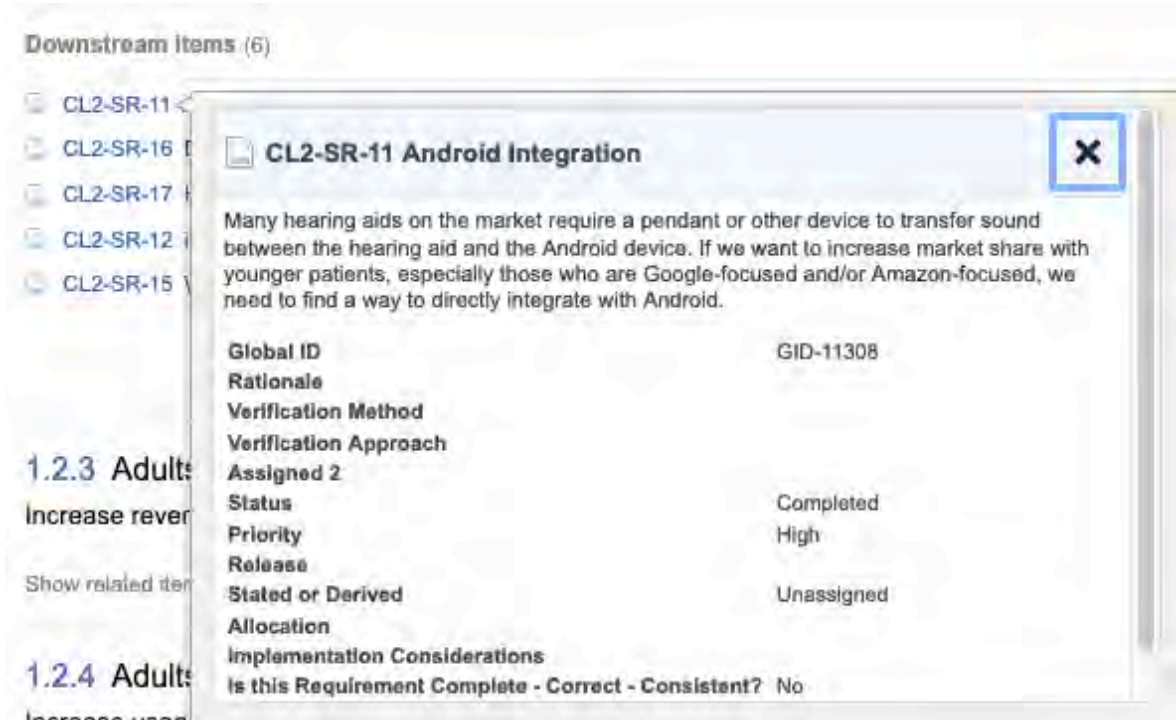 Downstream items (6)
CL2-SR-11
CL2-SR-16
CL2-SR-17
CL2-SR-12
CL2-SR-15
CL2-SR-11 Android Integration
Many hearing aids on the market require a pendant or other device to transfer sound
between the hearing aid and the Android device. If we want to increase market share with
younger patients, especially those who are Google-focused and/or Amazon-focused, we
need to find a way to directly integrate with Android.
Global ID GID-11308
Rationale
Verification Method
Verification Approach
Assigned 2
Status Completed
Priority High
Release
Stated or Derived Unassigned
Allocation
Implementation Considerations
Is this Requirement Complete - Correct - Consistent? No
1.2.3 Adults
Increase rever
Show related iter
1.2.4 Adults